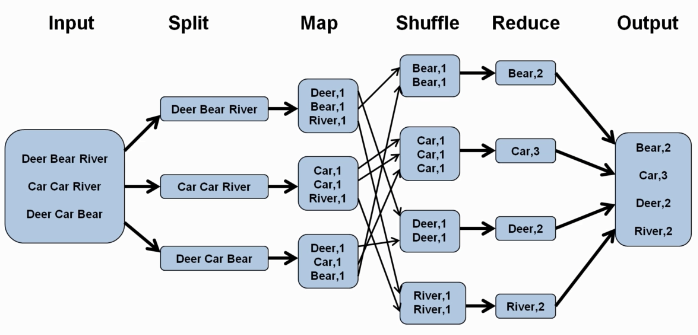 Input
Split
Map
Shuffle
Reduce
Output
Deer Bear River
Car Car River
Deer Car Bear
Deer Bear River
Car Car River
Deer Car Bear
Deer,1
Bear,1
River,1
Car,1
Car,1
River,1
Deer,1
Car,1
Bear,1
Bear,1
Bear,1
Car,1
Car,1
Car,1
Deer,1
Deer,1
River,1
River,1
Bear,2
Car,3
Deer,2
River,2
Bear,2
Car,3
Deer,2
River,2